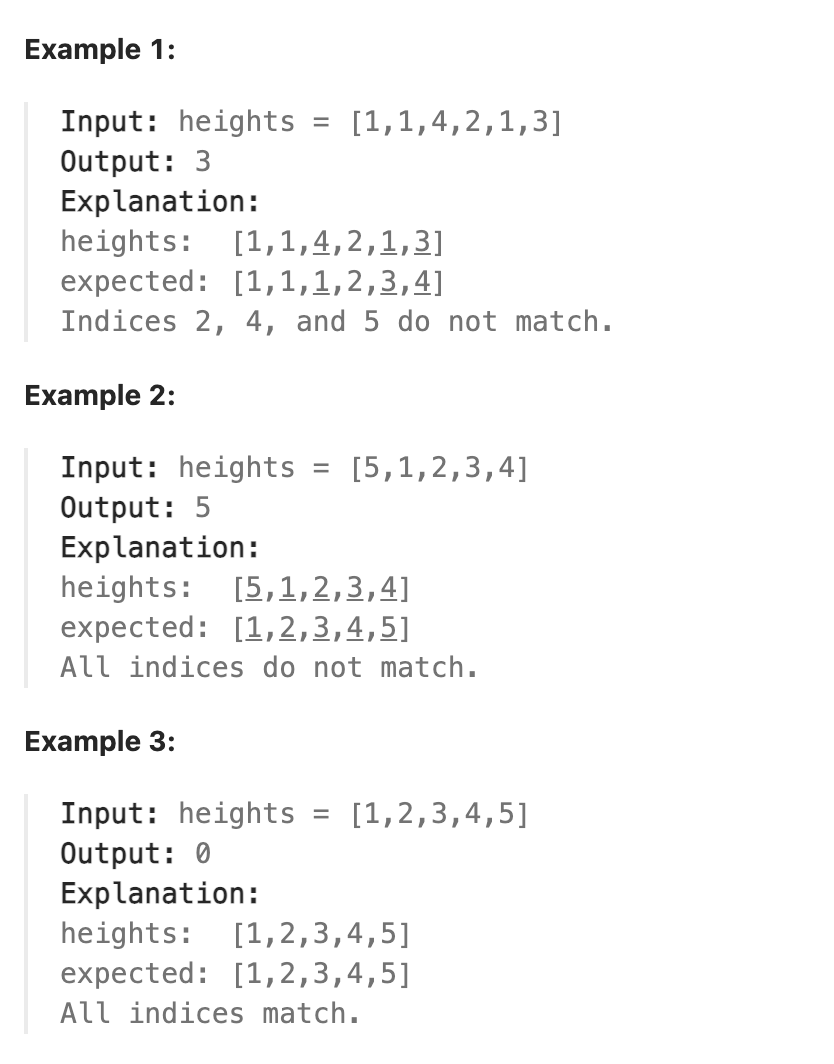 Example 1:
Input: heights = [1,1,4,2,1,3]
Output: 3
Explanation:
heights:  [1,1,4,2,1,3]
expected: [1,1,1,2,3,4]
Indices 2, 4, and 5 do not match.
Example 2:
Input: heights = [5,1,2,3,4]
Output: 5
Explanation:
heights:  [5,1,2,3,4]
expected: [1,2,3,4,5]
All indices do not match.
Example 3:
Input: heights = [1,2,3,4,5]
Output: 0
Explanation:
heights:  [1,2,3,4,5]
expected: [1,2,3,4,5]
All indices match.